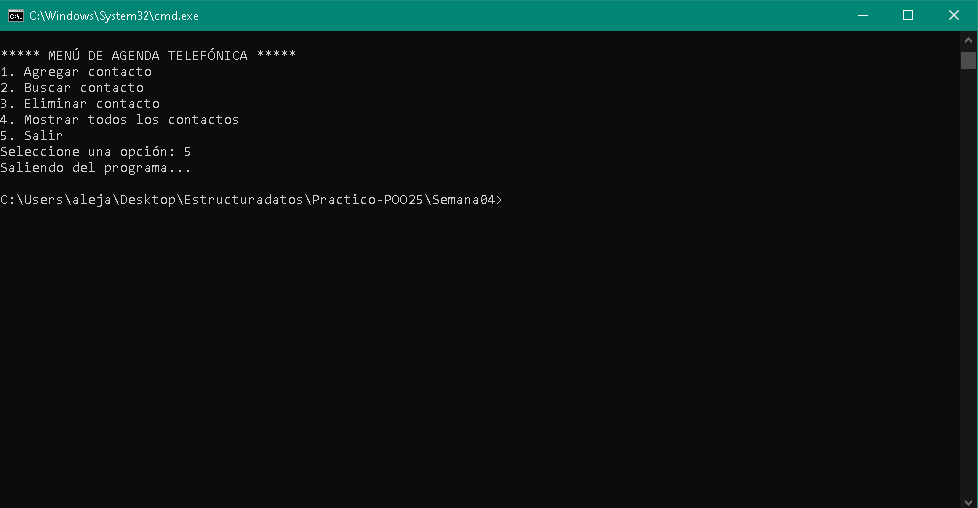 C:\Windows\System32\cmd.exe
***** MENÚ DE AGENDA TELEFÓNICA *****
1. Agregar contacto
2. Buscar contacto
3. Eliminar contacto
4. Mostrar todos los contactos
5. Salir
Seleccione una opción: 5
Saliendo del programa...
C:\Users\aleja\Desktop\Estructuradatos\Practico-POO25\Semana04>